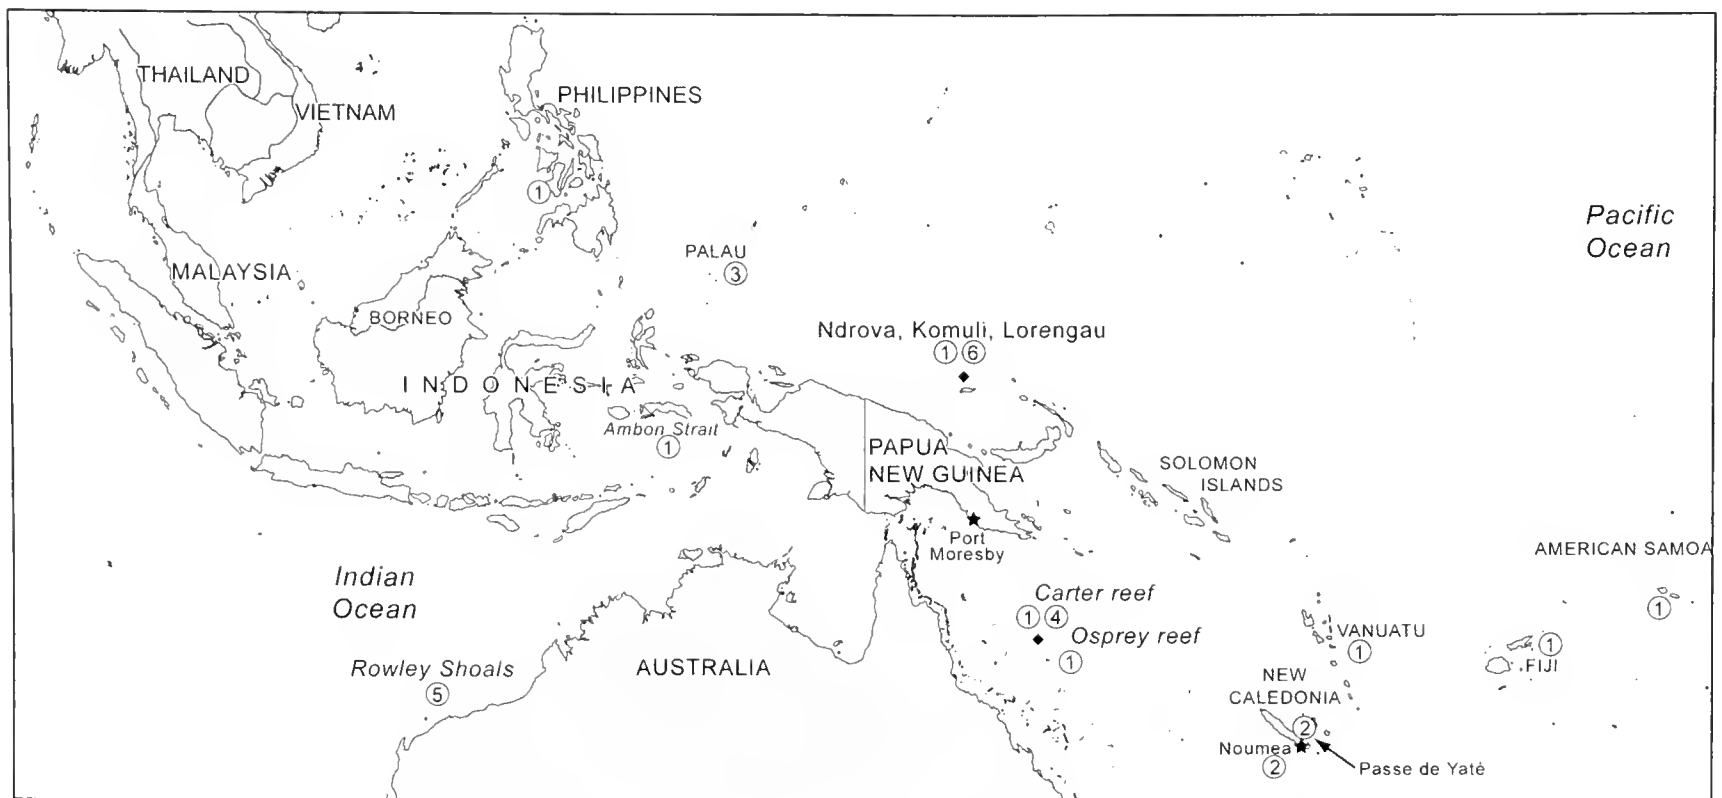 THAILAND
VIETNAM
PHILIPPINES
1
Pacific
Ocean
PALAU
3
MALAYSIA
BORNEO
Ndrova, Komuli, Lorengau
1 6
INDONESIA
Ambon Strait
1
PAPUA
NEW GUINEA
SOLOMON
ISLANDS
Port
Moresby
AMERICAN SAMOA
1
Indian
Ocean
Carter reef
1 4
Osprey reef
1
VANUATU
1
1
FIJI
Rowley Shoals
5
AUSTRALIA
NEW
CALEDONIA
2
Noumea
2
Passe de Yaté